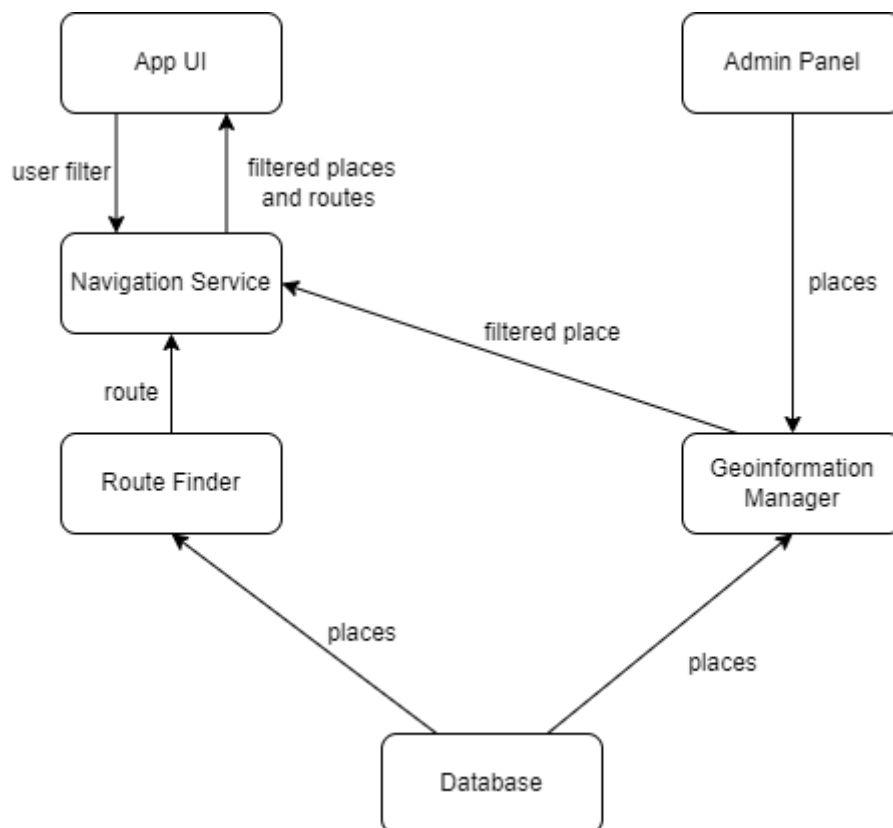 App UI
Admin Panel
user filter
filtered places
and routes
Navigation Service
places
filtered place
route
Route Finder
Geoinformation
Manager
places
places
Database